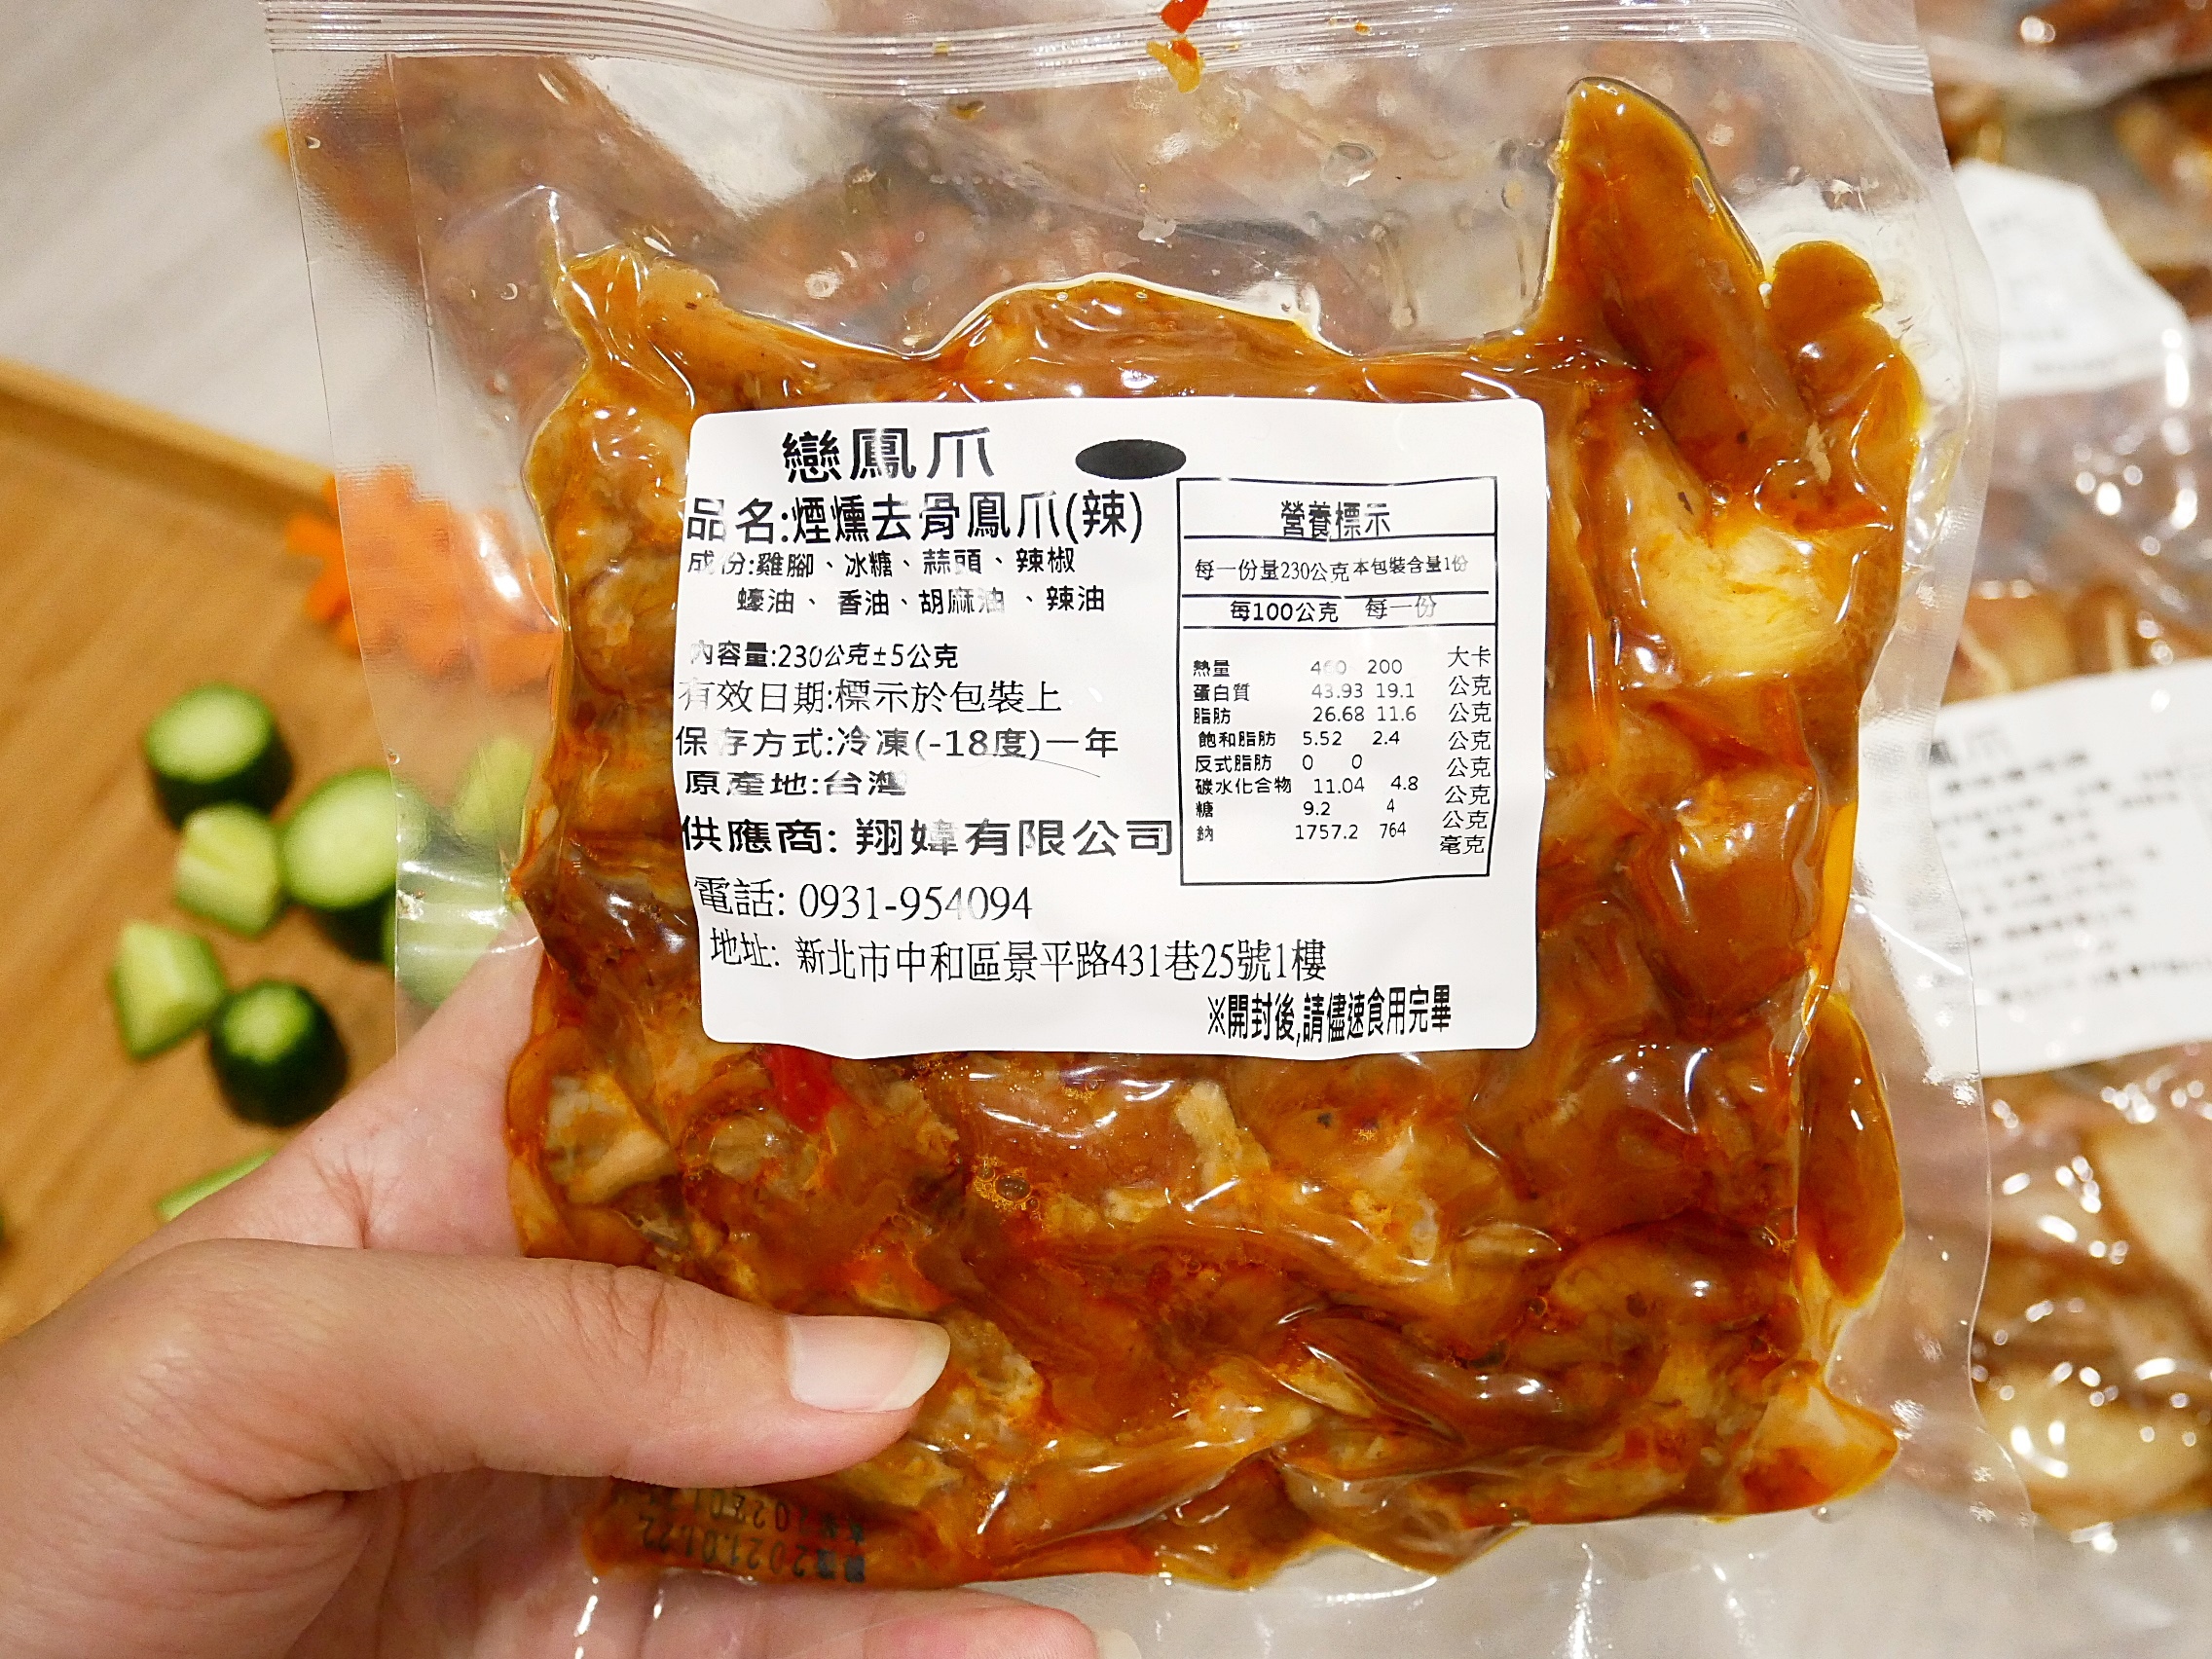 戀鳳爪
品名:煙燻去骨鳳爪(辣)
成份:雞腳、冰糖、蒜頭、辣椒
蠔油、香油、胡麻油、辣油
內容量:230公克±5公克
有效日期:標示於包裝上
保存方式:冷凍(-18度)一年
原產地:台灣
供應商: 翔媁有限公司
電話: 0931-954094
地址: 新北市中和區景平路431巷25號1樓
※開封後,請儘速食用完畢
營養標示
每一份量230公克本包裝含量1份
每100公克 每一份
熱量 460 200 大卡
蛋白質 43.93 19.1 公克
脂肪 26.68 11.6 公克
飽和脂肪 5.52 2.4 公克
反式脂肪 0 0 公克
碳水化合物 11.04 4.8 公克
糖 9.2 4 公克
鈉 1757.2 764 毫克
2021.01.22